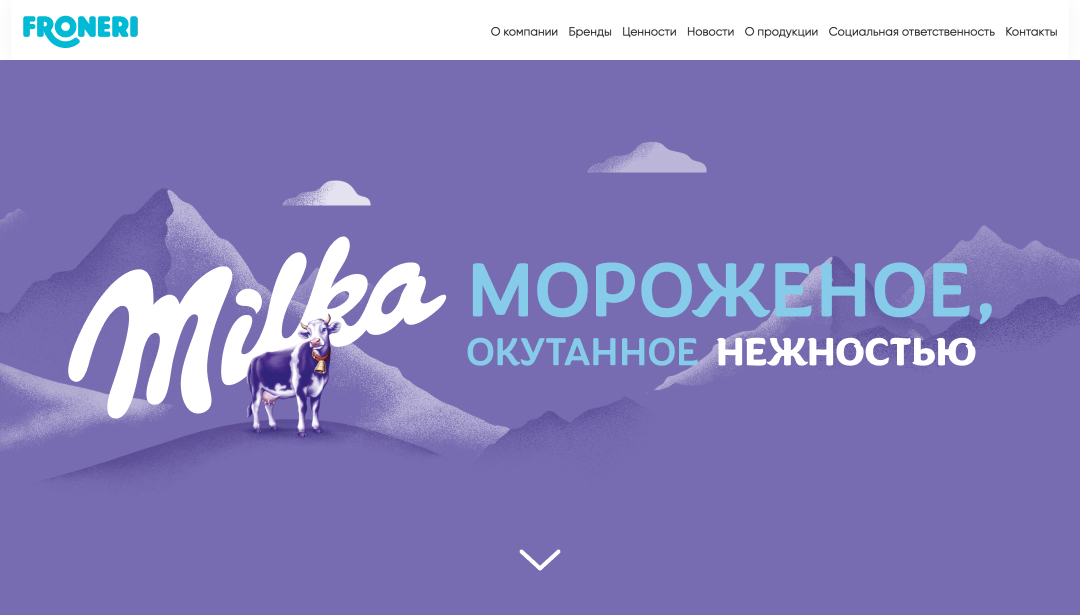 FRONERI
О компании Бренды Ценности Новости О продукции Социальная ответственность Контакты
Milka
МОРОЖЕНОЕ,
ОКУТАННОЕ НЕЖНОСТЬЮ